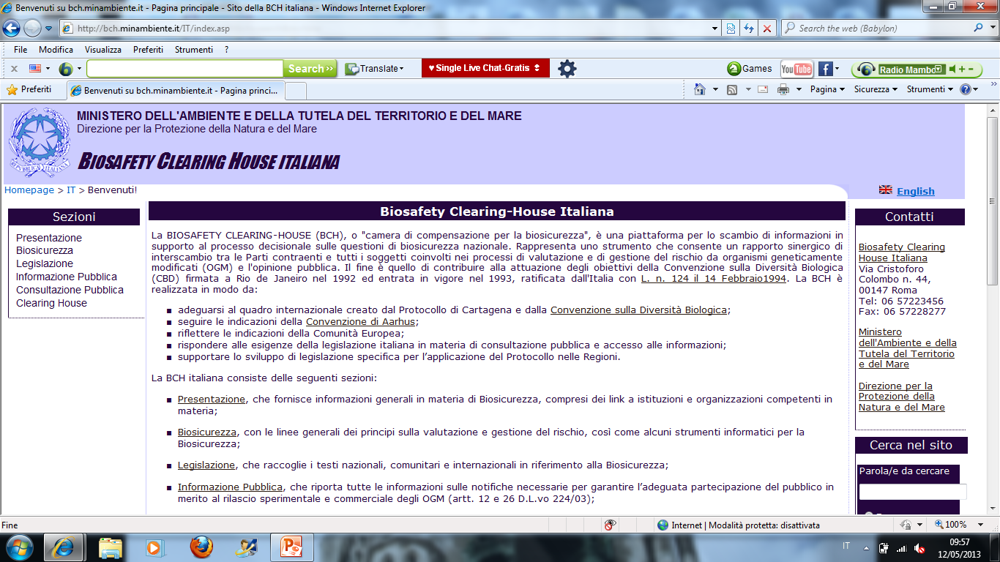 Benvenuti su bch.minambiente.it - Pagina principale - Sito della BCH italiana - Windows Internet Explorer
http://bch.minambiente.it/IT/index.asp
Search the web (Babylon)
File Modifica Visualizza Preferiti Strumenti ?
Search >>
Translate
♥ Single Live Chat-Gratis
Games
YouTube
Radio Mambo
Preferiti
Benvenuti su bch.minambiente.it - Pagina princi...
Pagina Sicurezza Strumenti
MINISTERO DELL'AMBIENTE E DELLA TUTELA DEL TERRITORIO E DEL MARE
Direzione per la Protezione della Natura e del Mare
BIOSAFETY CLEARING HOUSE ITALIANA
Homepage > IT > Benvenuti!
English
Sezioni
Presentazione
Biosicurezza
Legislazione
Informazione Pubblica
Consultazione Pubblica
Clearing House
Biosafety Clearing-House Italiana
La BIOSAFETY CLEARING-HOUSE (BCH), o "camera di compensazione per la biosicurezza", è una piattaforma per lo scambio di informazioni in
supporto al processo decisionale sulle questioni di biosicurezza nazionale. Rappresenta uno strumento che consente un rapporto sinergico di
interscambio tra le Parti contraenti e tutti i soggetti coinvolti nei processi di valutazione e di gestione del rischio da organismi geneticamente
modificati (OGM) e l'opinione pubblica. Il fine è quello di contribuire alla attuazione degli obiettivi della Convenzione sulla Diversità Biologica
(CBD) firmata a Rio de Janeiro nel 1992 ed entrata in vigore nel 1993, ratificata dall'Italia con L. n. 124 il 14 Febbraio1994. La BCH è
realizzata in modo da:
adeguarsi al quadro internazionale creato dal Protocollo di Cartagena e dalla Convenzione sulla Diversità Biologica;
seguire le indicazioni della Convenzione di Aarhus;
riflettere le indicazioni della Comunità Europea;
rispondere alle esigenze della legislazione italiana in materia di consultazione pubblica e accesso alle informazioni;
supportare lo sviluppo di legislazione specifica per l'applicazione del Protocollo nelle Regioni.
La BCH italiana consiste delle seguenti sezioni:
Presentazione, che fornisce informazioni generali in materia di Biosicurezza, compresi dei link a istituzioni e organizzazioni competenti in
materia;
Biosicurezza, con le linee generali dei principi sulla valutazione e gestione del rischio, così come alcuni strumenti informatici per la
Biosicurezza;
Legislazione, che raccoglie i testi nazionali, comunitari e internazionali in riferimento alla Biosicurezza;
Informazione Pubblica, che riporta tutte le informazioni sulle notifiche necessarie per garantire l'adeguata partecipazione del pubblico in
merito al rilascio sperimentale e commerciale degli OGM (artt. 12 e 26 D.L.vo 224/03);
Contatti
Biosafety Clearing
House Italiana
Via Cristoforo
Colombo n. 44,
00147 Roma
Tel: 06 57223456
Fax: 06 57228277
Ministero
dell'Ambiente e della
Tutela del Territorio
e del Mare
Direzione per la
Protezione della
Natura e del Mare
Cerca nel sito
Parola/e da cercare
Fine
Internet | Modalità protetta: disattivata
100%
IT
09:57
12/05/2013